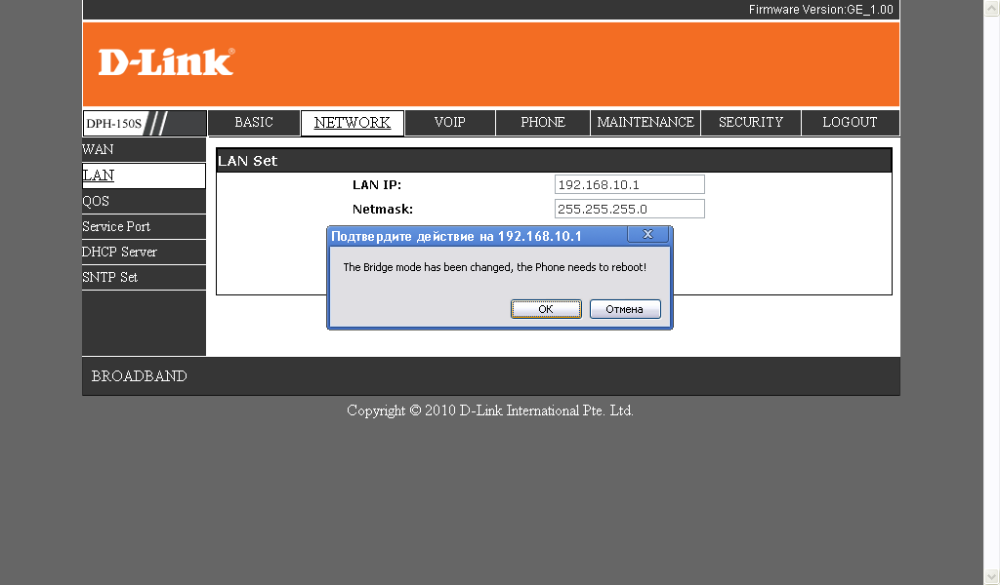 Firmware Version:GE_1.00
D-Link®
DPH-150S
BASIC NETWORK VOIP PHONE MAINTENANCE SECURITY LOGOUT
WAN
LAN
QOS
Service Port
DHCP Server
SNTP Set
LAN Set
LAN IP: 192.168.10.1
Netmask: 255.255.255.0
Подтвердите действие на 192.168.10.1 X
The Bridge mode has been changed, the Phone needs to reboot!
OK Отмена
BROADBAND
Copyright © 2010 D-Link International Pte. Ltd.